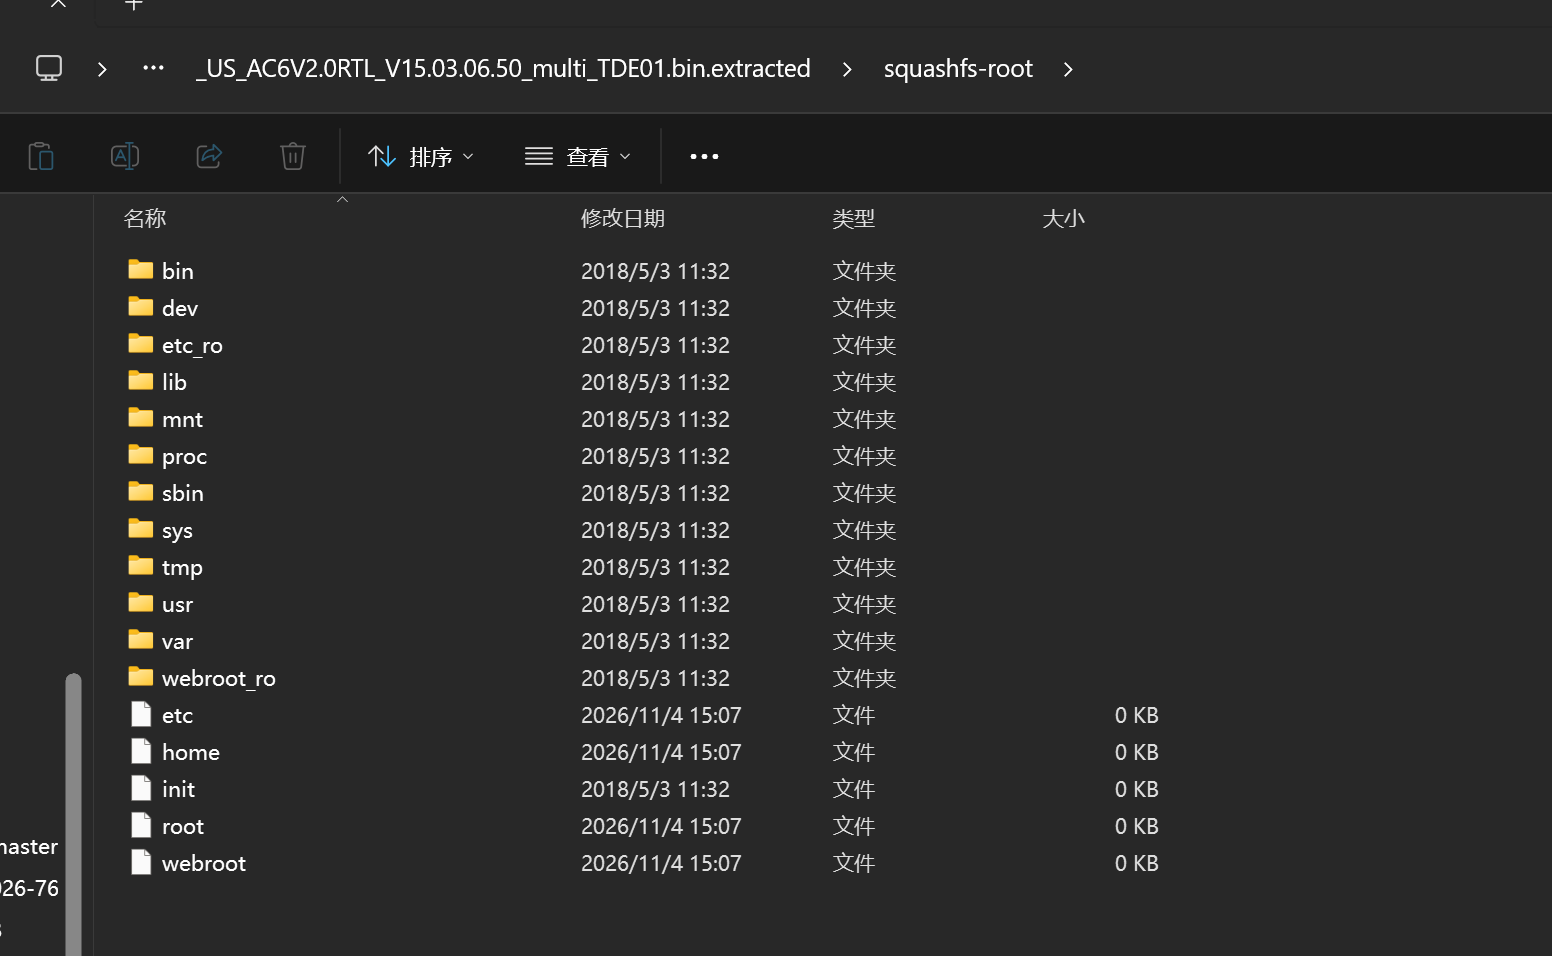 _US_AC6V2.0RTL_V15.03.06.50_multi_TDE01.bin.extracted > squashfs-root >
排序 查看
名称 修改日期 类型 大小
bin 2018/5/3 11:32 文件夹
dev 2018/5/3 11:32 文件夹
etc_ro 2018/5/3 11:32 文件夹
lib 2018/5/3 11:32 文件夹
mnt 2018/5/3 11:32 文件夹
proc 2018/5/3 11:32 文件夹
sbin 2018/5/3 11:32 文件夹
sys 2018/5/3 11:32 文件夹
tmp 2018/5/3 11:32 文件夹
usr 2018/5/3 11:32 文件夹
var 2018/5/3 11:32 文件夹
webroot_ro 2018/5/3 11:32 文件夹
etc 2026/11/4 15:07 文件 0 KB
home 2026/11/4 15:07 文件 0 KB
init 2018/5/3 11:32 文件 0 KB
root 2026/11/4 15:07 文件 0 KB
webroot 2026/11/4 15:07 文件 0 KB
master
26-76